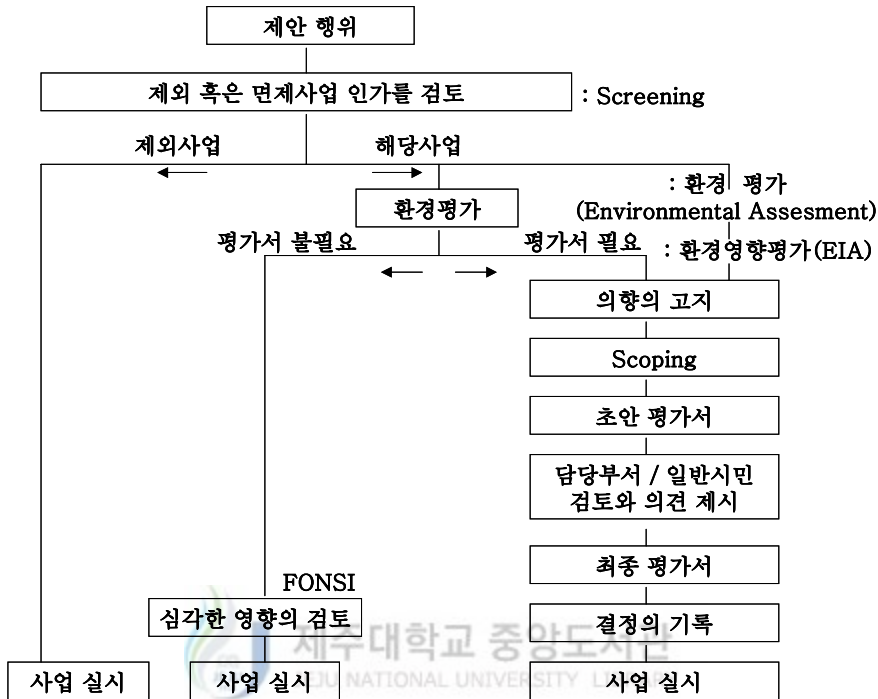 제안 행위
제외 혹은 면제사업 인가를 검토
: Screening
제외사업
해당사업
환경평가
: 환경 평가
(Environmental Assesment)
평가서 불필요
평가서 필요
: 환경영향평가(EIA)
의향의 고지
Scoping
초안 평가서
담당부서 / 일반시민
검토와 의견 제시
최종 평가서
FONSI
심각한 영향의 검토
결정의 기록
제주대학교 중앙도서관
JEJU NATIONAL UNIVERSITY LIBRARY
사업 실시
사업 실시
사업 실시